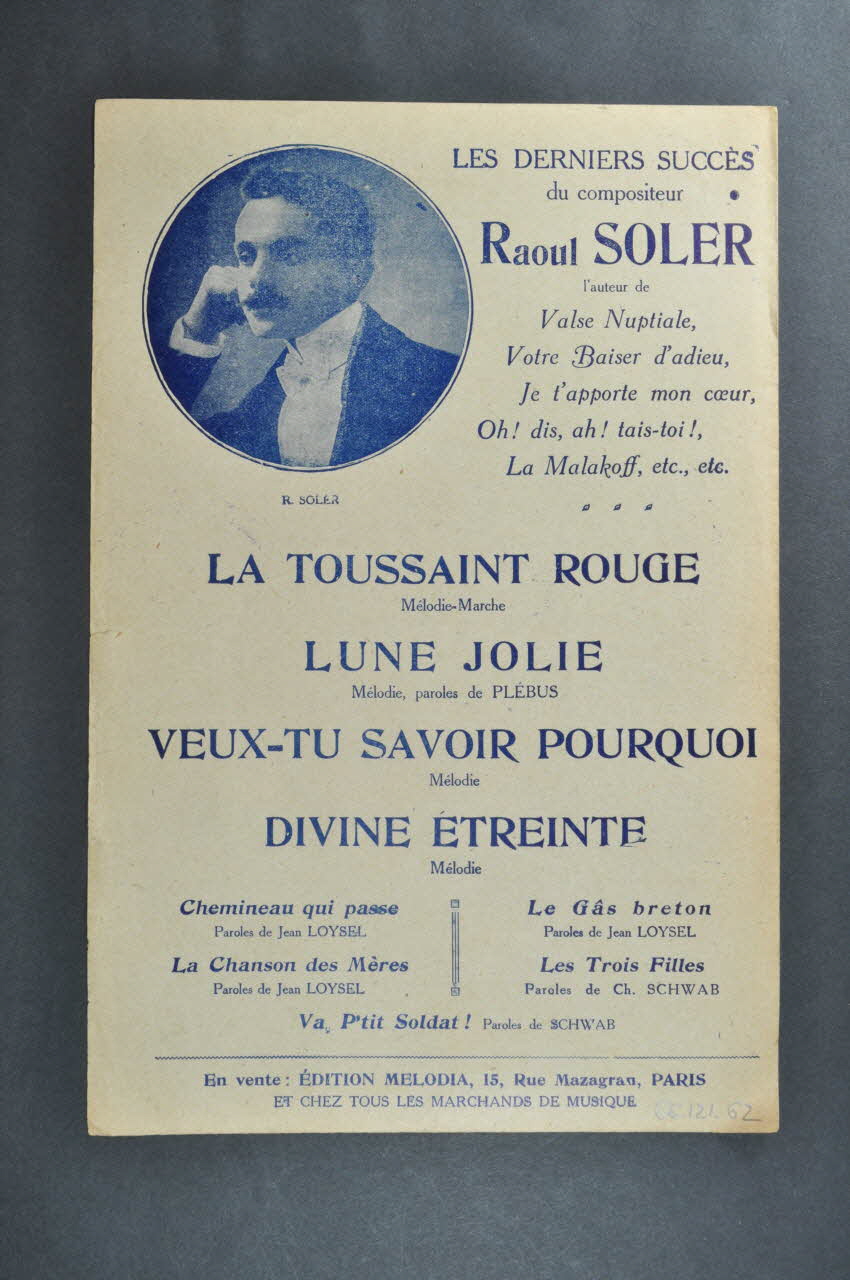 LES DERNIERS SUCCÈS
du compositeur
Raoul SOLER
l'auteur de
Valse Nuptiale,
Votre Baiser d'adieu,
Je t'apporte mon cœur,
Oh! dis, ah! tais-toi!,
La Malakoff, etc., etc.
R. SOLER
LA TOUSSAINT ROUGE
Mélodie-Marche
LUNE JOLIE
Mélodie, paroles de PLÉBUS
VEUX-TU SAVOIR POURQUOI
Mélodie
DIVINE ÉTREINTE
Mélodie
Chemineau qui passe
Paroles de Jean LOYSEL
La Chanson des Mères
Paroles de Jean LOYSEL
Le Gâs breton
Paroles de Jean LOYSEL
Les Trois Filles
Paroles de Ch. SCHWAB
Va, P'tit Soldat! Paroles de SCHWAB
En vente: ÉDITION MELODIA, 15, Rue Mazagran, PARIS
ET CHEZ TOUS LES MARCHANDS DE MUSIQUE
121.62